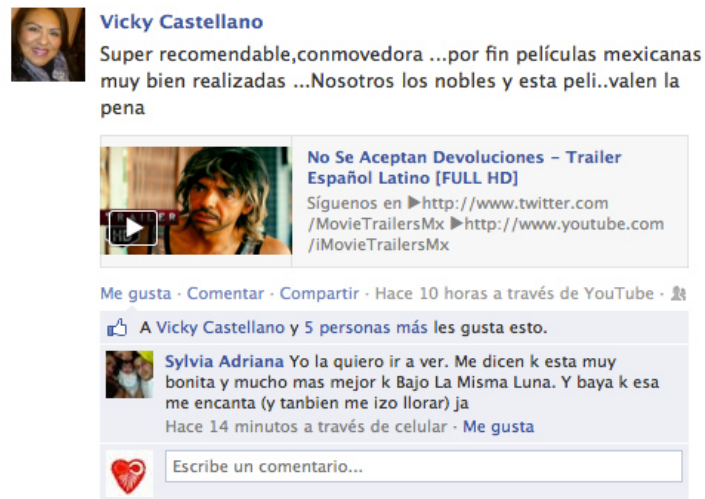 Vicky Castellano
Super recomendable,conmovedora ...por fin películas mexicanas
muy bien realizadas ...Nosotros los nobles y esta peli..valen la
pena
No Se Aceptan Devoluciones – Trailer
Español Latino [FULL HD]
Síguenos en ▶http://www.twitter.com
/MovieTrailersMx ▶http://www.youtube.com
/iMovieTrailersMx
TRAILER
HD
Me gusta · Comentar · Compartir · Hace 10 horas a través de YouTube ·
A Vicky Castellano y 5 personas más les gusta esto.
Sylvia Adriana Yo la quiero ir a ver. Me dicen k esta muy
bonita y mucho mas mejor k Bajo La Misma Luna. Y baya k esa
me encanta (y tanbien me izo llorar) ja
Hace 14 minutos a través de celular · Me gusta
Escribe un comentario...